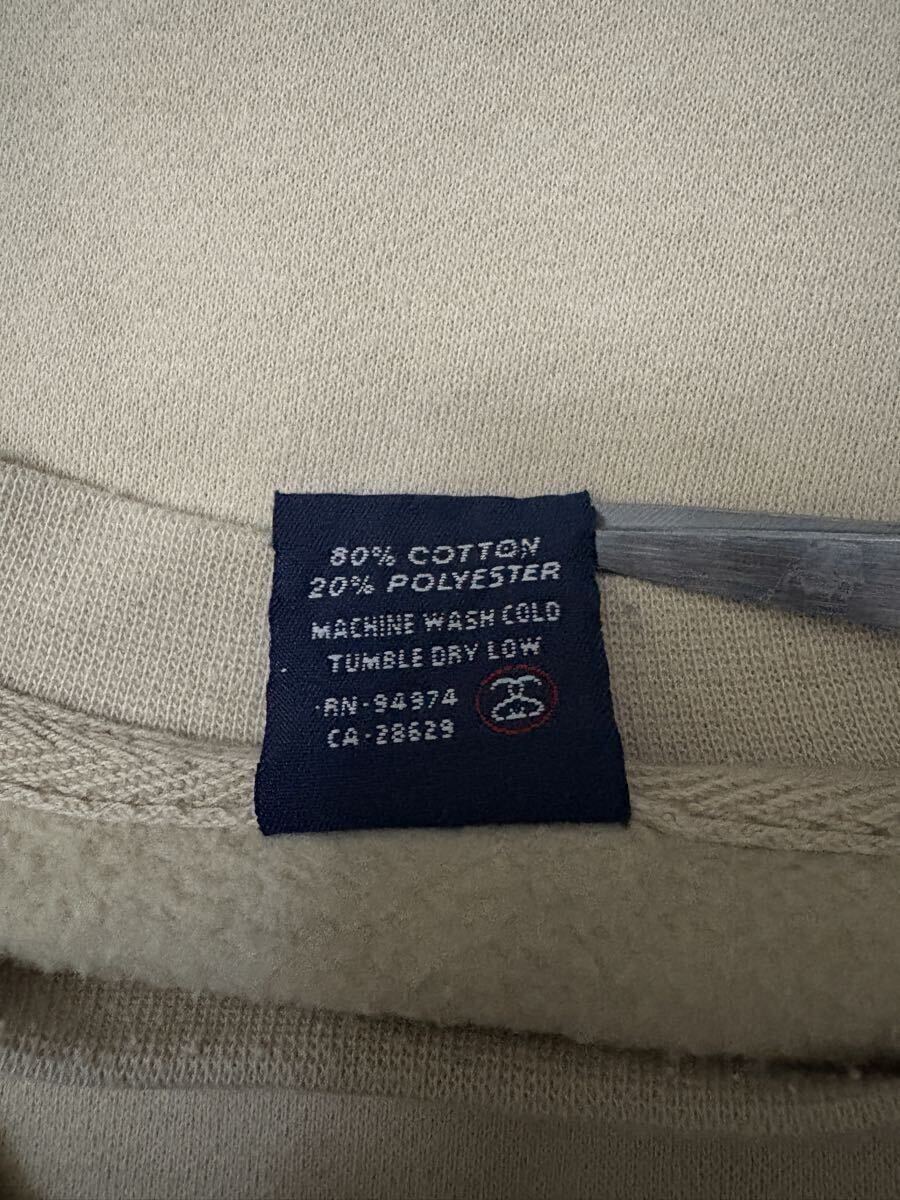 80% COTTON
20% POLYESTER
MACHINE WASH COLD
TUMBLE DRY LOW
·RN·94974
CA·28629